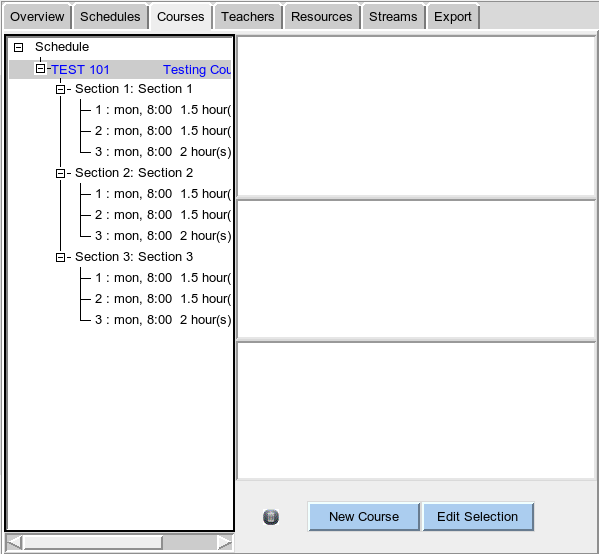 Overview Schedules Courses Teachers Resources Streams Export
Schedule
TEST 101 Testing Cou
Section 1: Section 1
1 : mon, 8:00 1.5 hour(
2 : mon, 8:00 1.5 hour(
3 : mon, 8:00 2 hour(s)
Section 2: Section 2
1 : mon, 8:00 1.5 hour(
2 : mon, 8:00 1.5 hour(
3 : mon, 8:00 2 hour(s)
Section 3: Section 3
1 : mon, 8:00 1.5 hour(
2 : mon, 8:00 1.5 hour(
3 : mon, 8:00 2 hour(s)
New Course Edit Selection